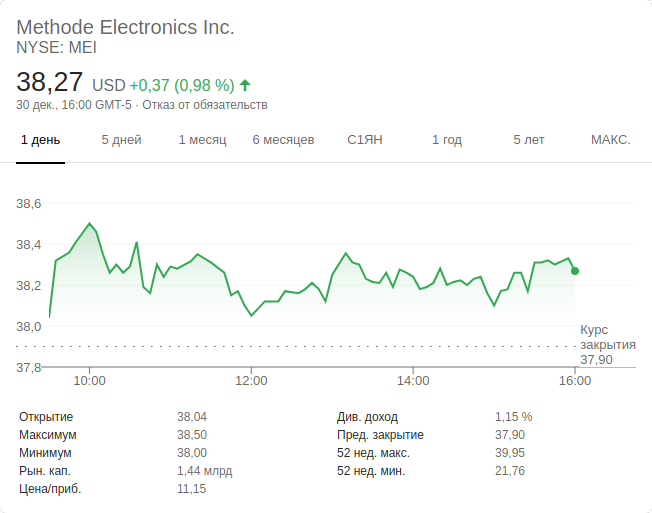 Methode Electronics Inc.
NYSE: MEI
38,27 USD +0,37 (0,98 %)
30 дек., 16:00 GMT-5 · Отказ от обязательств
1 день 5 дней 1 месяц 6 месяцев С1ЯН 1 год 5 лет МАКС.
38,6
38,4
38,2
38,0
37,8
Курс
закрытия
37,90
10:00 12:00 14:00 16:00
Открытие 38,04 Див. доход 1,15 %
Максимум 38,50 Пред. закрытие 37,90
Минимум 38,00 52 нед. макс. 39,95
Рын. кап. 1,44 млрд 52 нед. мин. 21,76
Цена/приб. 11,15